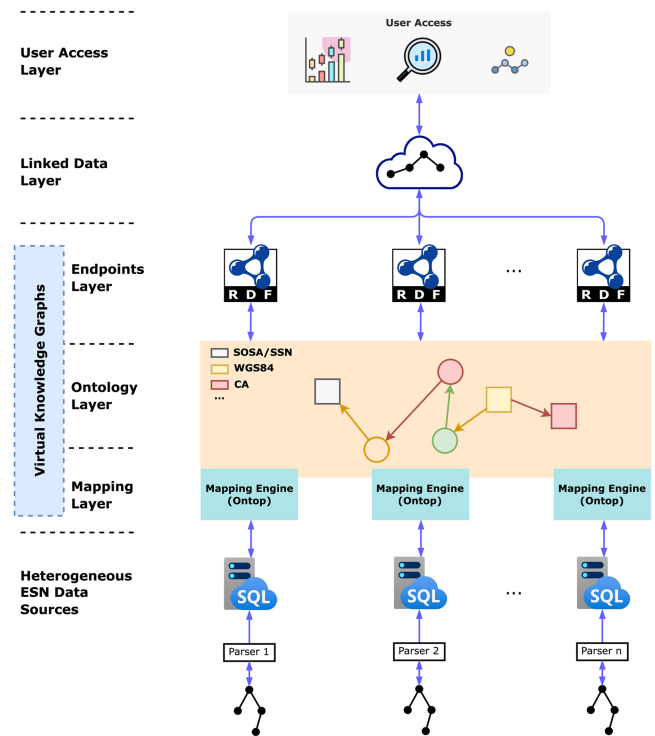 User Access
User Access
Layer
Linked Data
Layer
Virtual Knowledge Graphs
Endpoints
Layer
R D F
R D F
...
R D F
Ontology
Layer
SOSA/SSN
WGS84
CA
...
Mapping
Layer
Mapping Engine
(Ontop)
Mapping Engine
(Ontop)
Mapping Engine
(Ontop)
Heterogeneous
ESN Data
Sources
SQL
SQL
...
SQL
Parser 1
Parser 2
Parser n